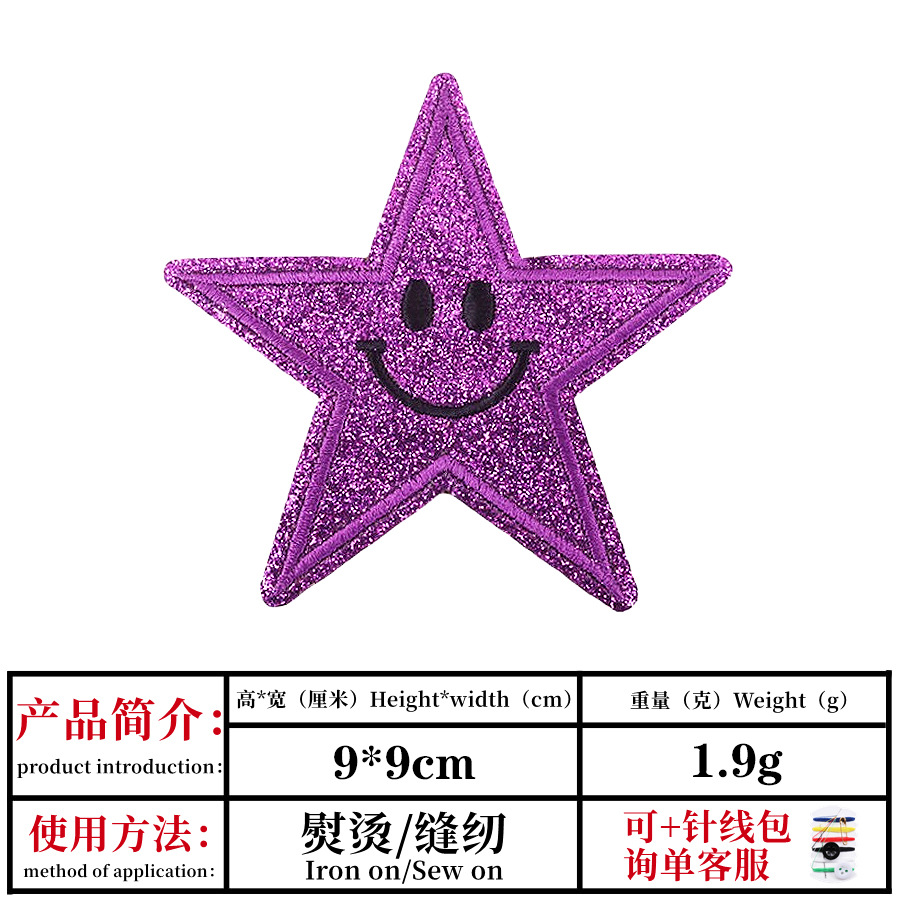 产品简介：
product introduction：
高*宽（厘米）Height*width（cm）
重量（克）Weight（g）
9*9cm
1.9g
使用方法：
method of application：
熨烫/缝纫
Iron on/Sew on
可+针线包
询单客服